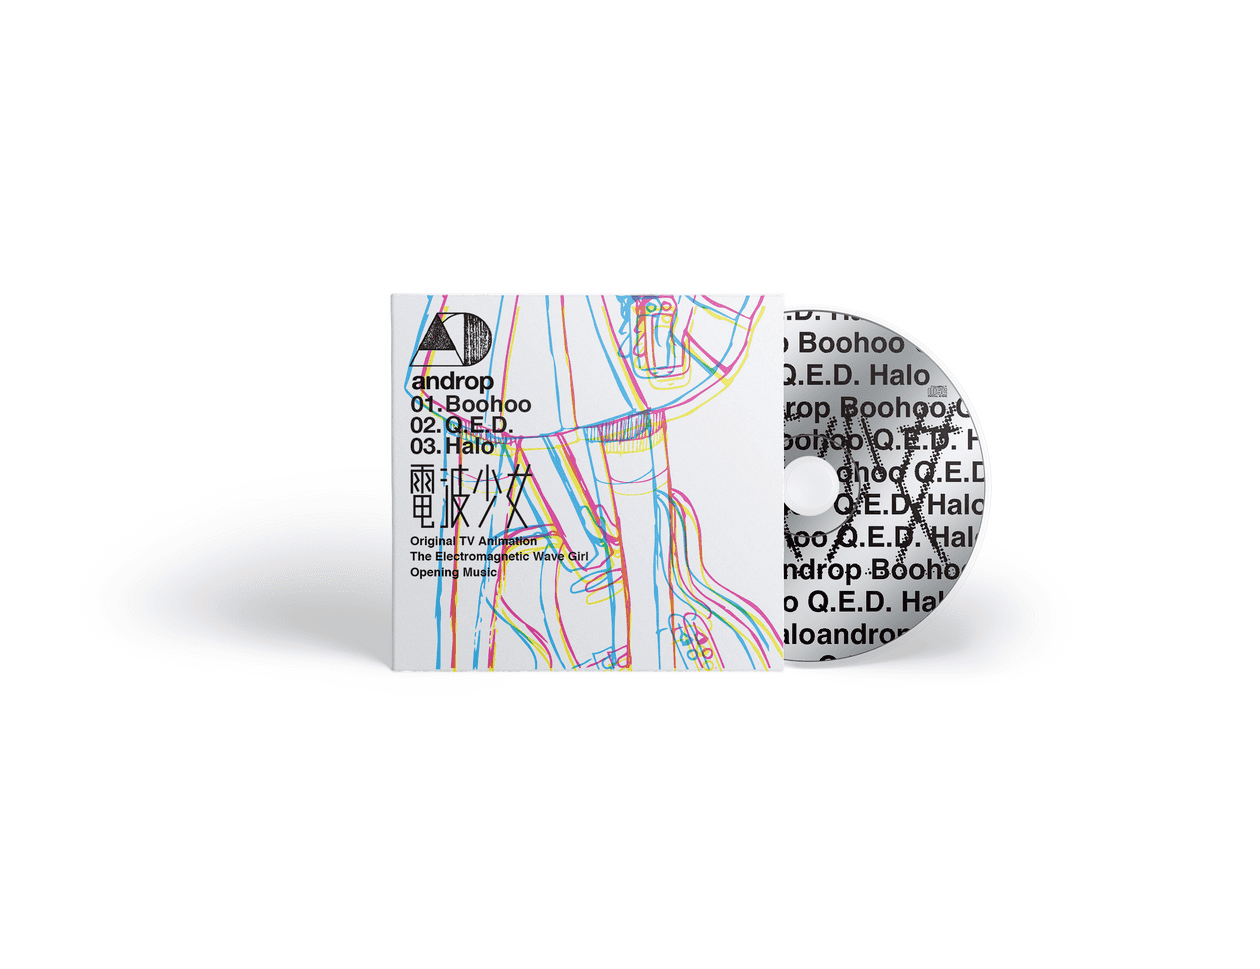 androp
01.Boohoo
02.Q.E.D.
03.Halo
電波少女
Original TV Animation
The Electromagnetic Wave Girl
Opening Music
Boohoo
Q.E.D. Halo
rop Boohoo
oohoo Q.E.D. H
ohoo Q.E.D
Q.E.D. Halo
oo Q.E.D. Hal
ndrop Boohoo
o Q.E.D. Hal
aloandrop